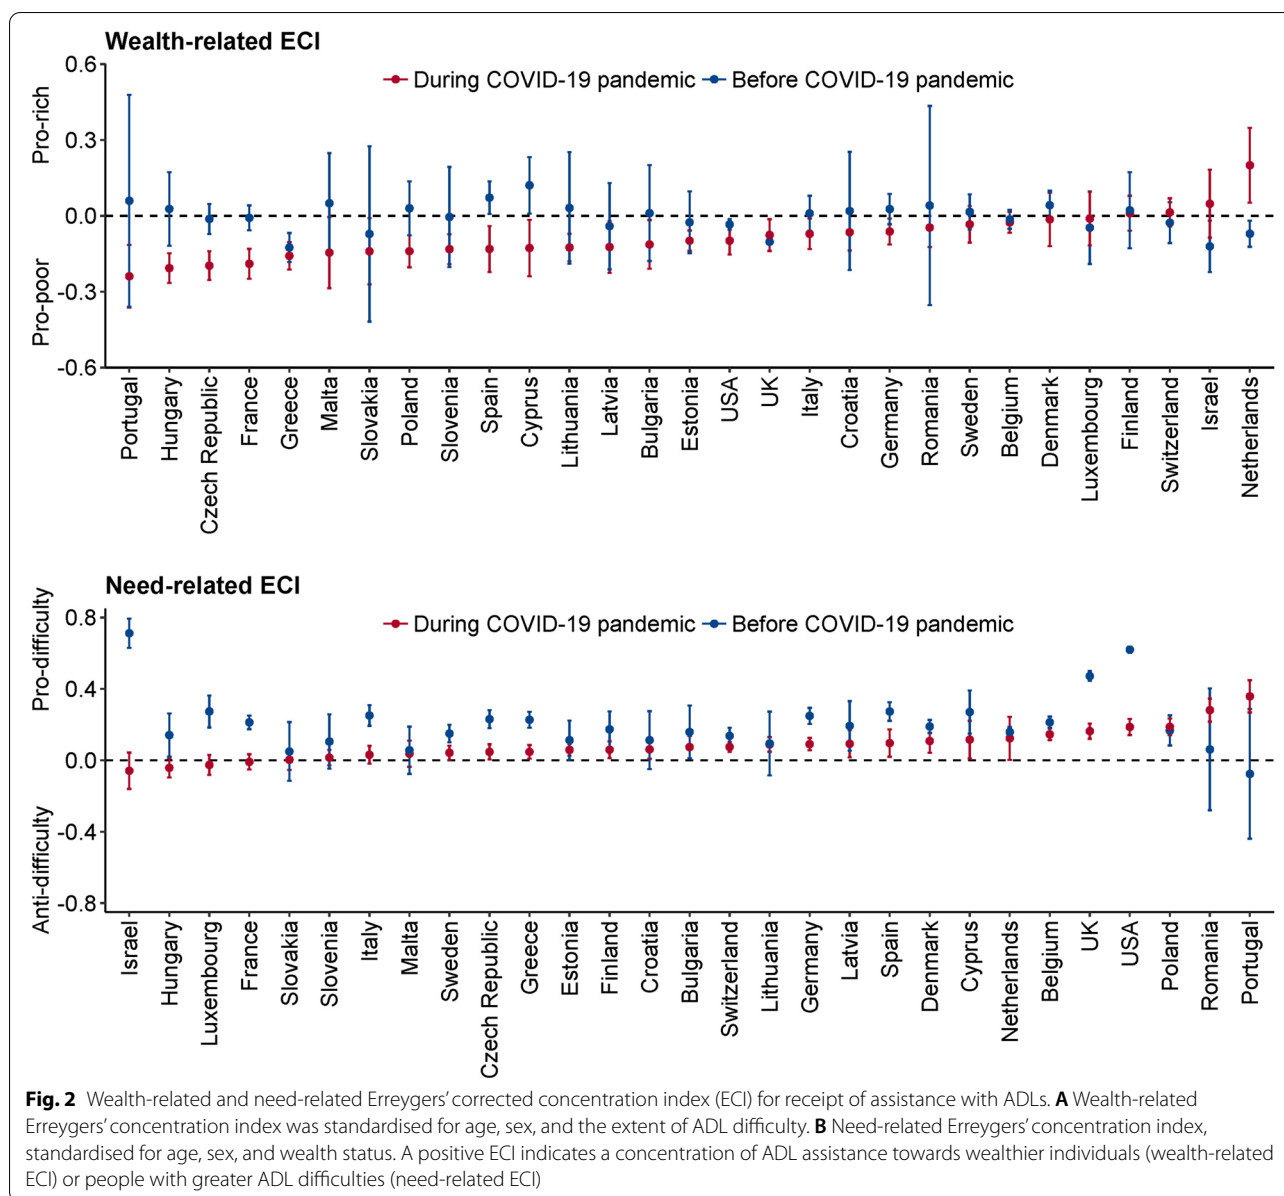 Wealth-related ECI
During COVID-19 pandemic Before COVID-19 pandemic
Pro-rich
Pro-poor
0.6
0.3
0.0
-0.3
-0.6
Portugal
Hungary
Czech Republic
France
Greece
Malta
Slovakia
Poland
Slovenia
Spain
Cyprus
Lithuania
Latvia
Bulgaria
Estonia
USA
UK
Italy
Croatia
Germany
Romania
Sweden
Belgium
Denmark
Luxembourg
Finland
Switzerland
Israel
Netherlands
Need-related ECI
During COVID-19 pandemic Before COVID-19 pandemic
Pro-difficulty
Anti-difficulty
0.8
0.4
0.0
-0.4
-0.8
Israel
Hungary
Luxembourg
France
Slovakia
Slovenia
Italy
Malta
Sweden
Czech Republic
Greece
Estonia
Finland
Croatia
Bulgaria
Switzerland
Lithuania
Germany
Latvia
Spain
Denmark
Cyprus
Netherlands
Belgium
UK
USA
Poland
Romania
Portugal
Fig. 2 Wealth-related and need-related Erreygers' corrected concentration index (ECI) for receipt of assistance with ADLs. A Wealth-related
Erreygers' concentration index was standardised for age, sex, and the extent of ADL difficulty. B Need-related Erreygers' concentration index,
standardised for age, sex, and wealth status. A positive ECI indicates a concentration of ADL assistance towards wealthier individuals (wealth-related
ECI) or people with greater ADL difficulties (need-related ECI)